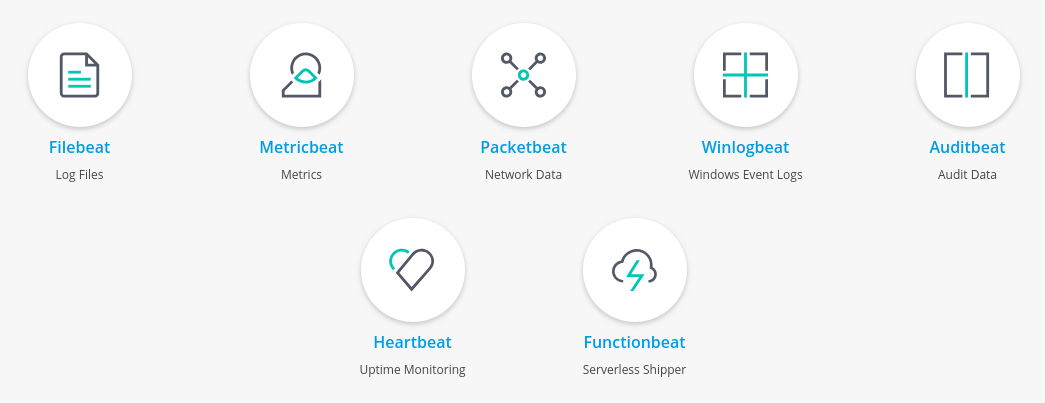 Filebeat
Log Files
Metricbeat
Metrics
Packetbeat
Network Data
Winlogbeat
Windows Event Logs
Auditbeat
Audit Data
Heartbeat
Uptime Monitoring
Functionbeat
Serverless Shipper